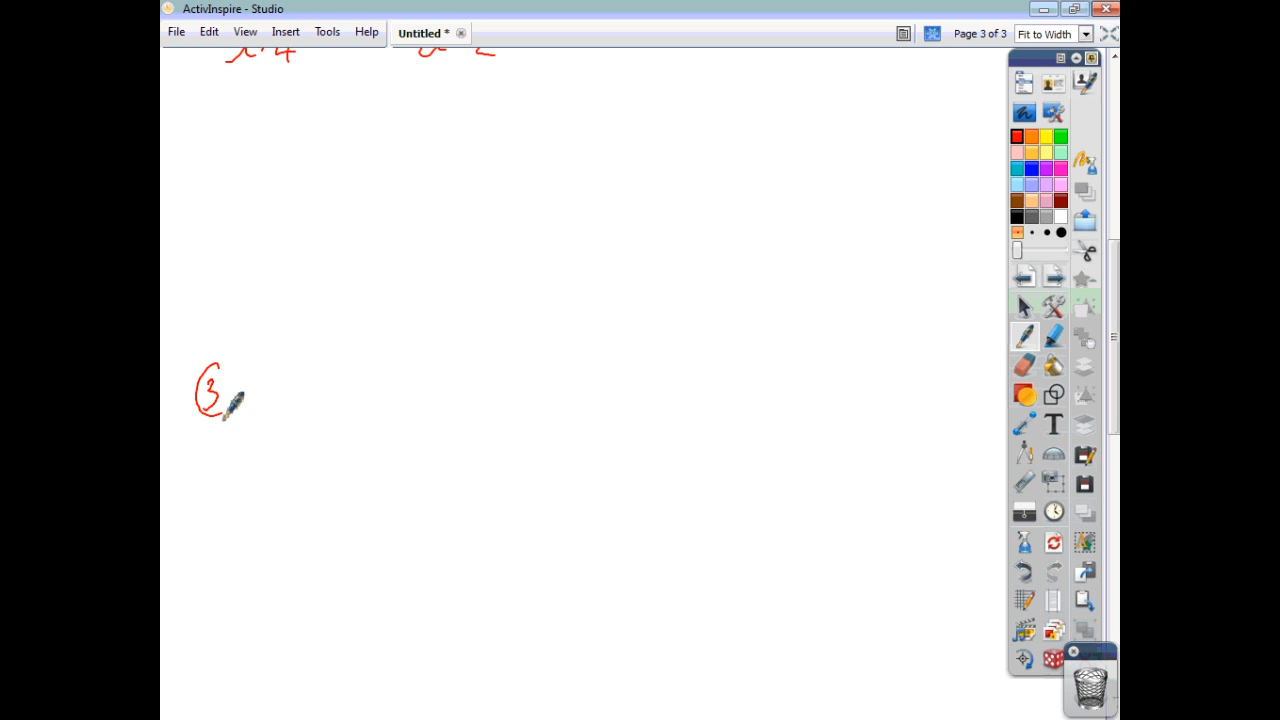 ActivInspire - Studio
File Edit View Insert Tools Help Untitled * Page 3 of 3 Fit to Width
3